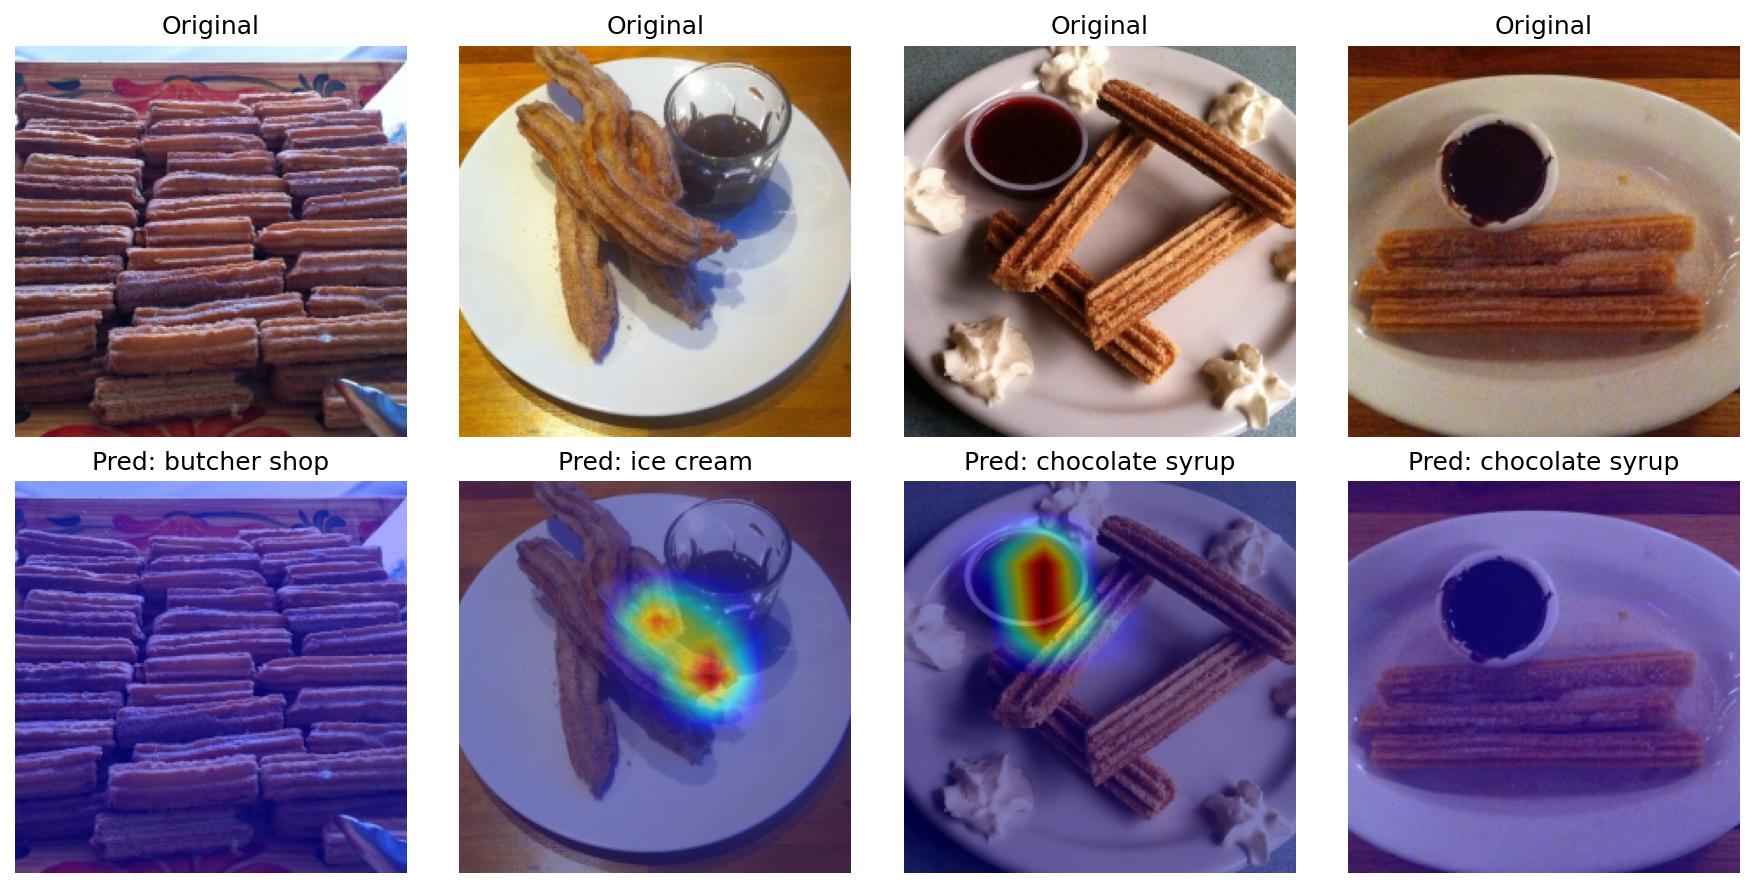 Original
Original
Original
Original
Pred: butcher shop
Pred: ice cream
Pred: chocolate syrup
Pred: chocolate syrup